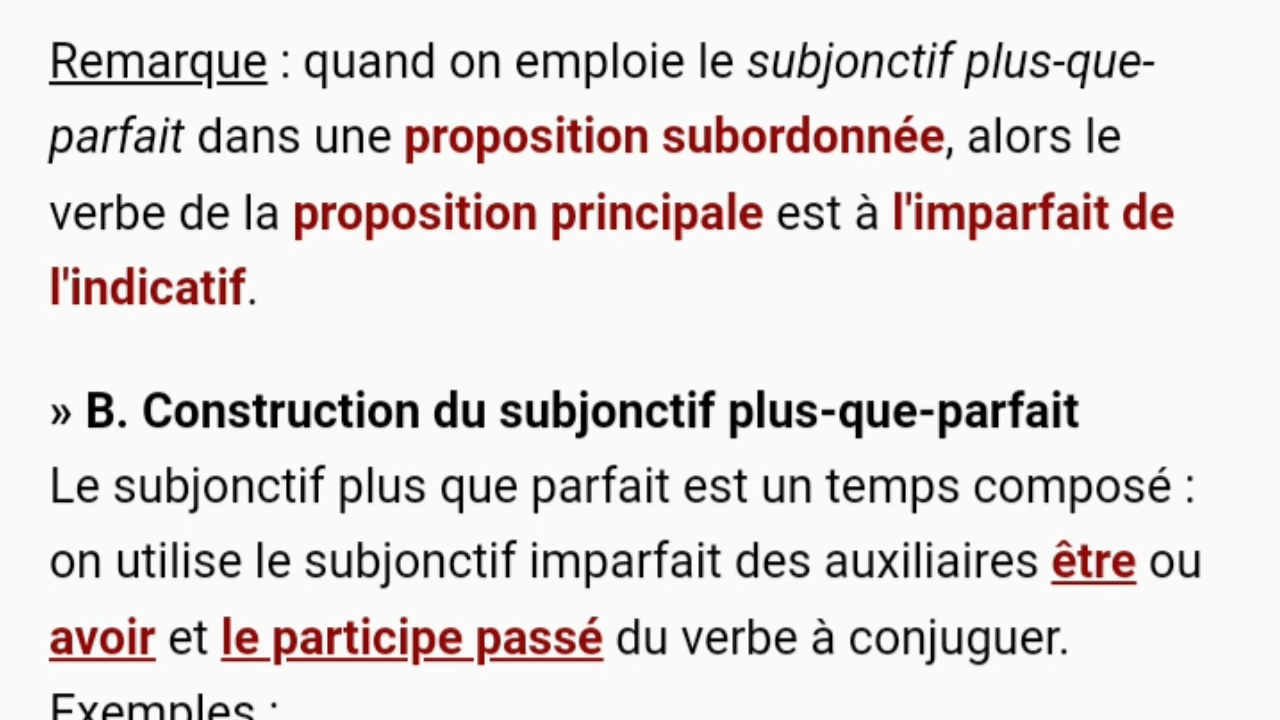 Remarque : quand on emploie le subjonctif plus-que-
parfait dans une proposition subordonnée, alors le
verbe de la proposition principale est à l'imparfait de
l'indicatif.
» B. Construction du subjonctif plus-que-parfait
Le subjonctif plus que parfait est un temps composé :
on utilise le subjonctif imparfait des auxiliaires être ou
avoir et le participe passé du verbe à conjuguer.
Exemples :